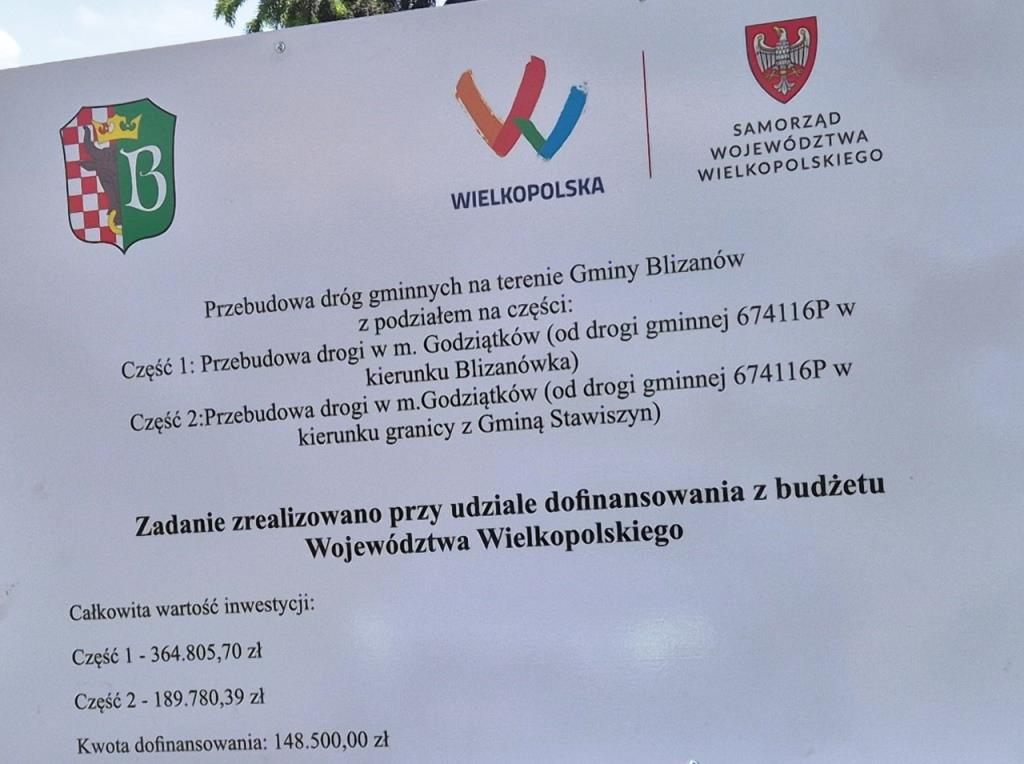 B
WIELKOPOLSKA
SAMORZĄD
WOJEWÓDZTWA
WIELKOPOLSKIEGO
Przebudowa dróg gminnych na terenie Gminy Blizanów
z podziałem na części:
Część 1: Przebudowa drogi w m. Godziątków (od drogi gminnej 674116P w
kierunku Blizanówka)
Część 2:Przebudowa drogi w m.Godziątków (od drogi gminnej 674116P w
kierunku granicy z Gminą Stawiszyn)
Zadanie zrealizowano przy udziale dofinansowania z budżetu
Województwa Wielkopolskiego
Całkowita wartość inwestycji:
Część 1 - 364.805,70 zł
Część 2 - 189.780,39 zł
Kwota dofinansowania: 148.500,00 zł